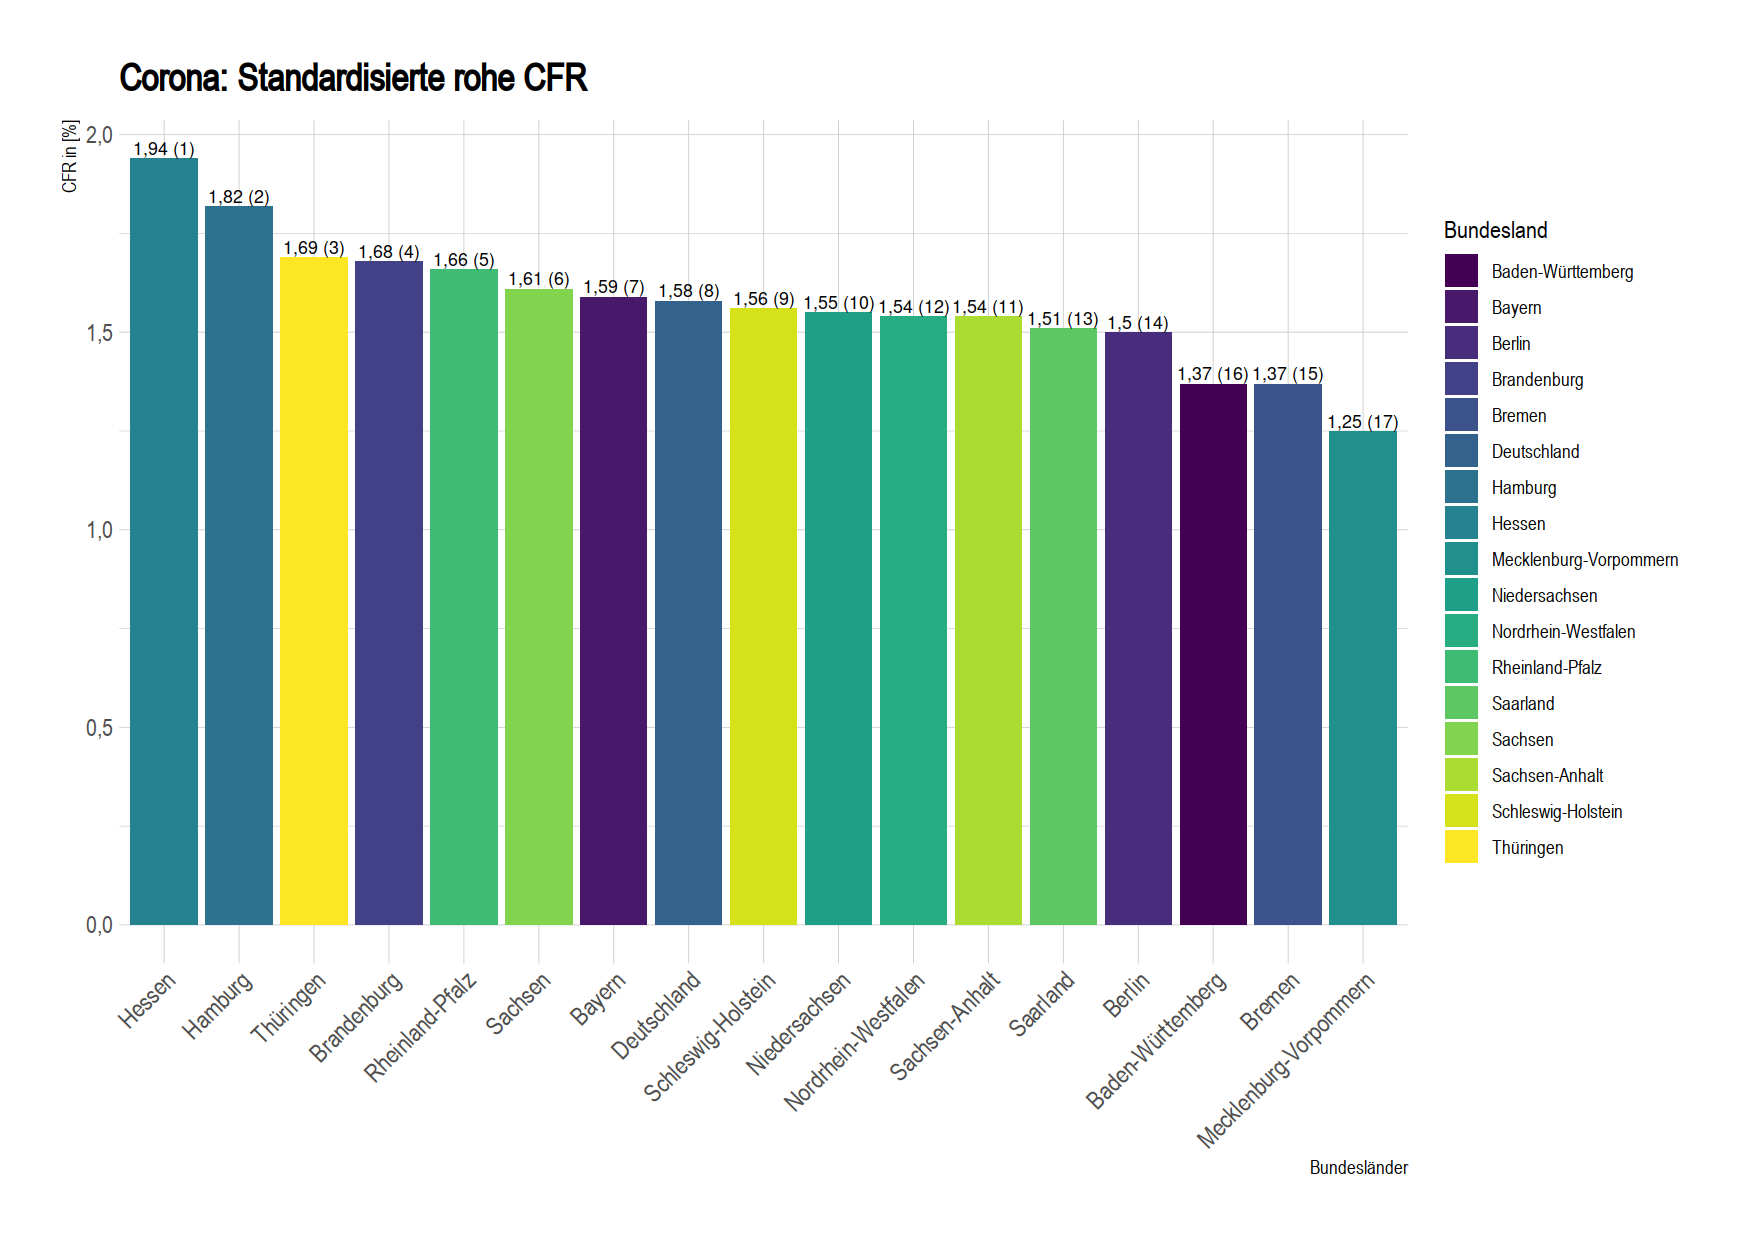 Corona: Standardisierte rohe CFR
CFR in [%]
2,0
1,5
1,0
0,5
0,0
1,94 (1)
1,82 (2)
1,69 (3)
1,68 (4)
1,66 (5)
1,61 (6)
1,59 (7)
1,58 (8)
1,56 (9)
1,55 (10)
1,54 (12)
1,54 (11)
1,51 (13)
1,5 (14)
1,37 (16)
1,37 (15)
1,25 (17)
Hessen
Hamburg
Thüringen
Brandenburg
Rheinland-Pfalz
Sachsen
Bayern
Deutschland
Schleswig-Holstein
Niedersachsen
Nordrhein-Westfalen
Sachsen-Anhalt
Saarland
Berlin
Baden-Württemberg
Bremen
Mecklenburg-Vorpommern
Bundesländer
Bundesland
Baden-Württemberg
Bayern
Berlin
Brandenburg
Bremen
Deutschland
Hamburg
Hessen
Mecklenburg-Vorpommern
Niedersachsen
Nordrhein-Westfalen
Rheinland-Pfalz
Saarland
Sachsen
Sachsen-Anhalt
Schleswig-Holstein
Thüringen